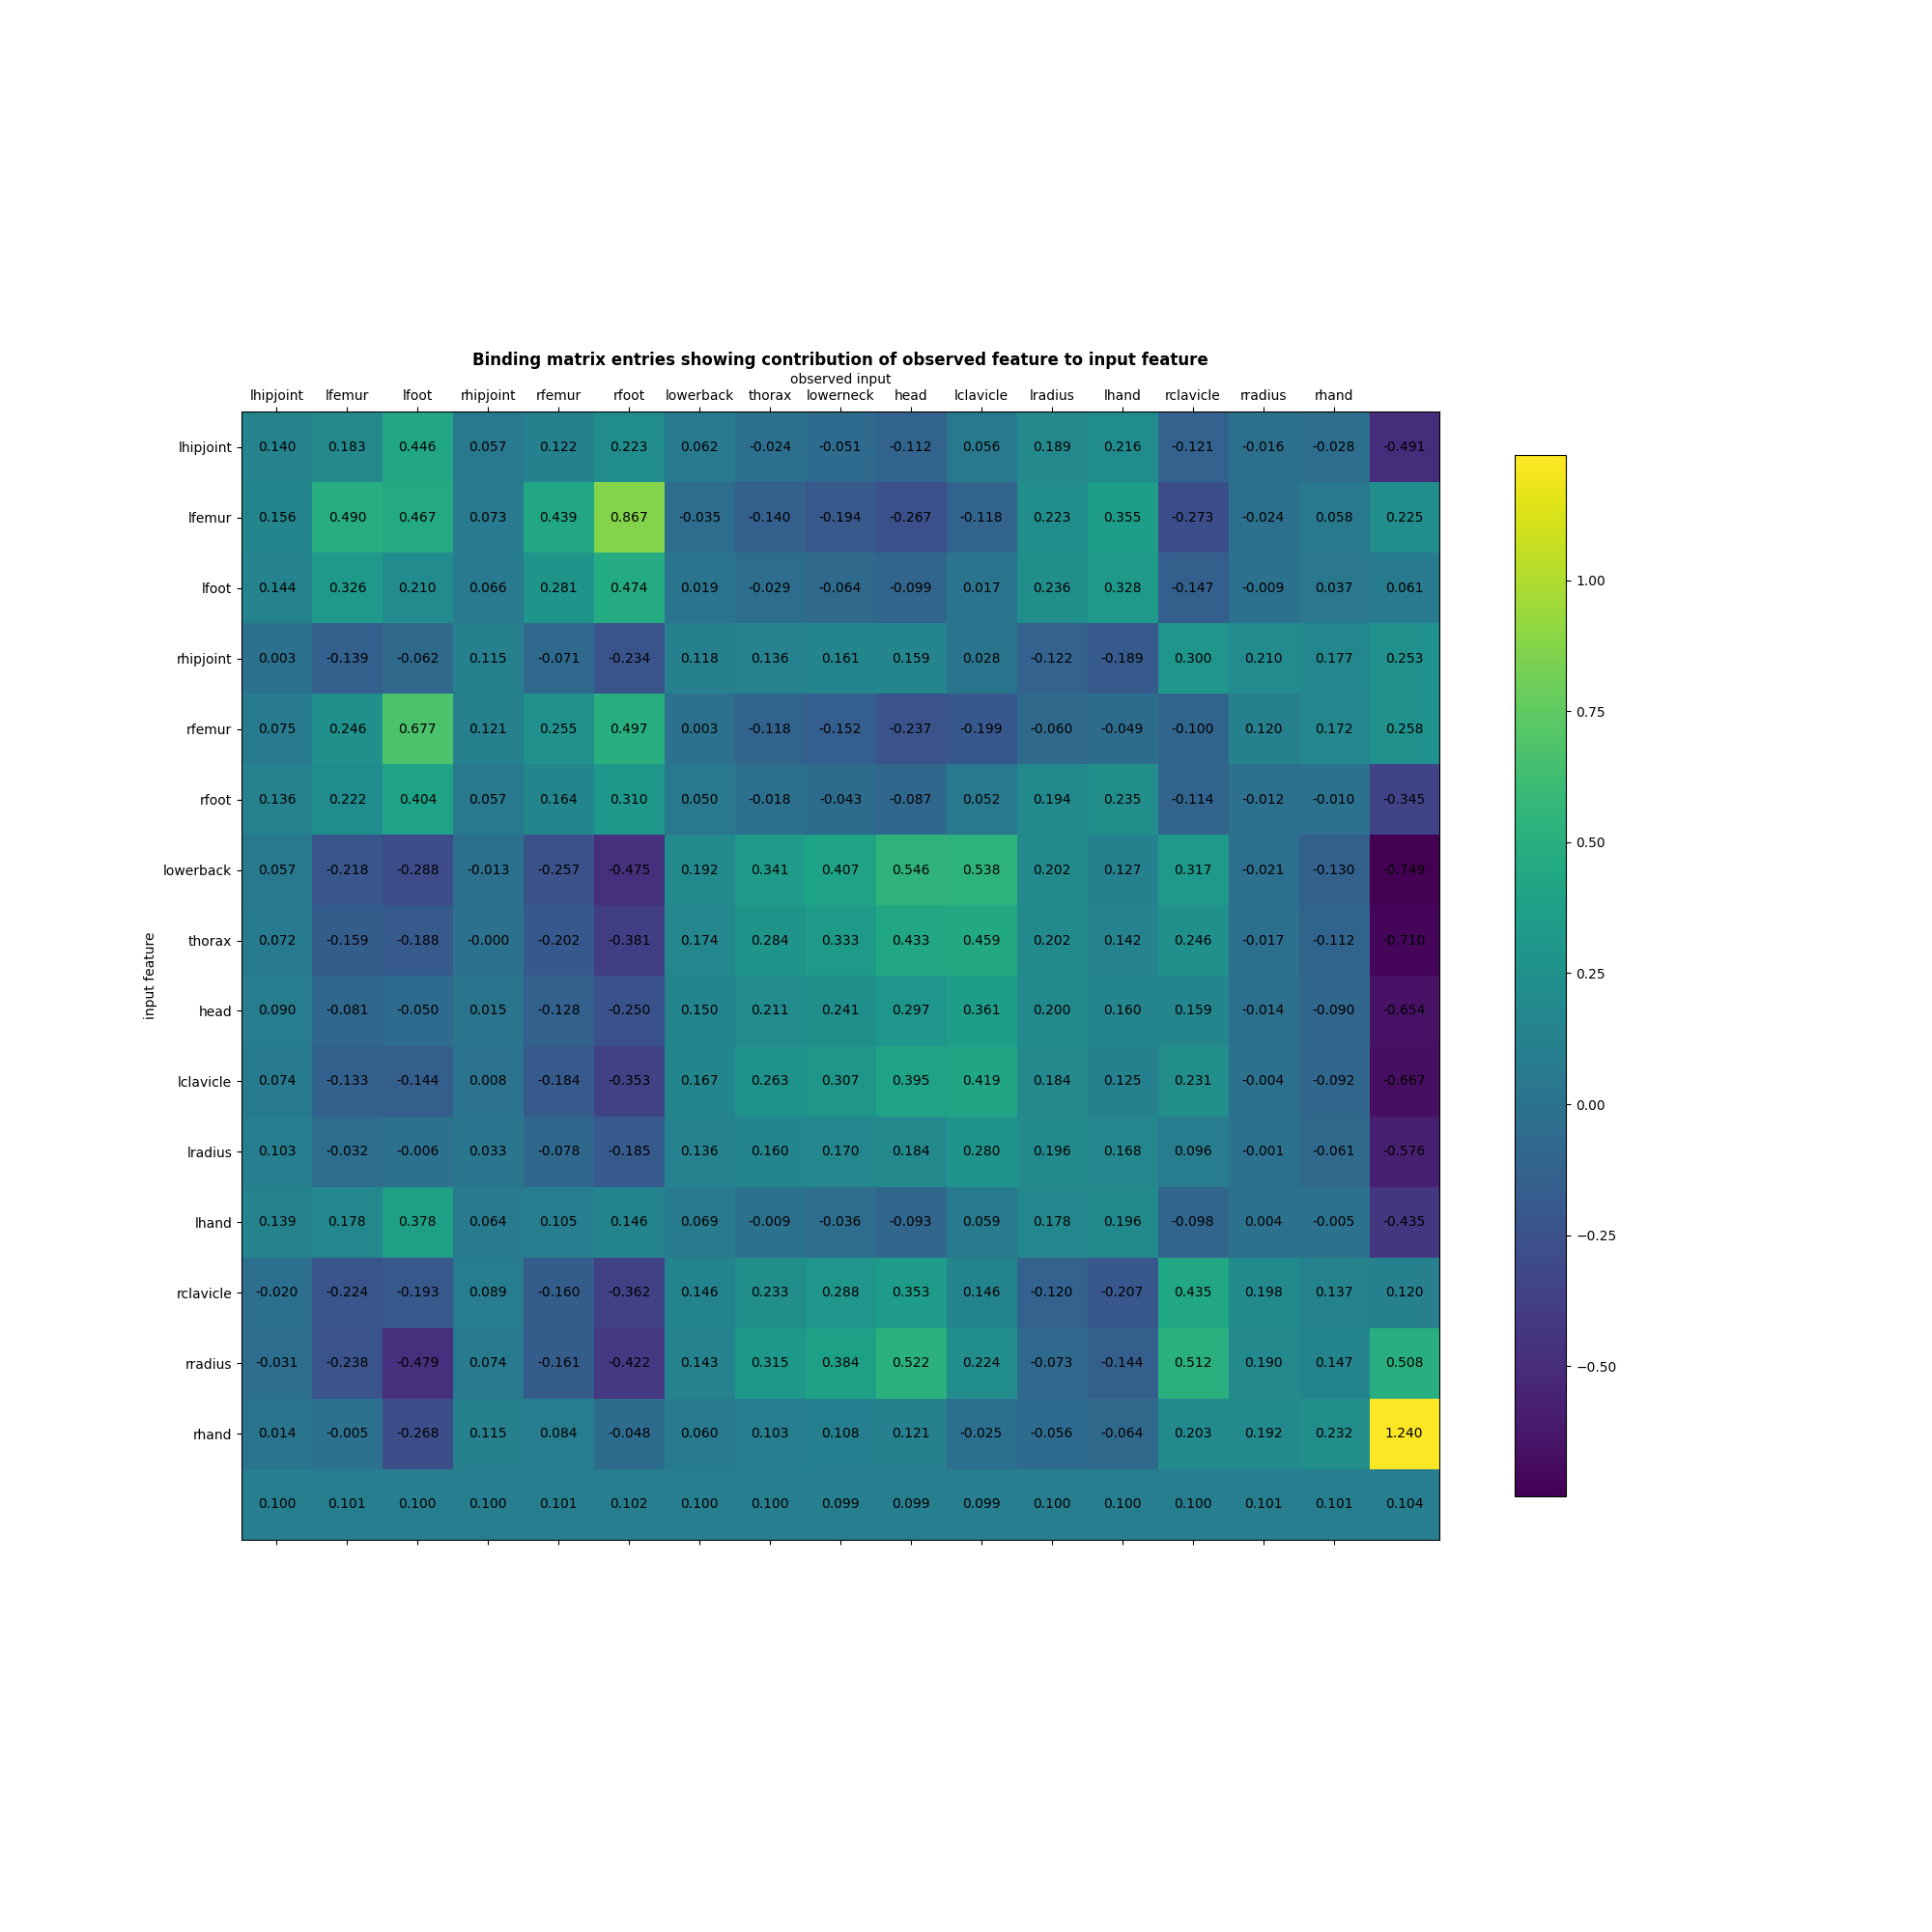 Binding matrix entries showing contribution of observed feature to input feature
observed input
lhipjoint lfemur lfoot rhipjoint rfemur rfoot lowerback thorax lowerneck head lclavicle lradius lhand rclavicle rradius rhand
input feature
lhipjoint 0.140 0.183 0.446 0.057 0.122 0.223 0.062 -0.024 -0.051 -0.112 0.056 0.189 0.216 -0.121 -0.016 -0.028 -0.491
lfemur 0.156 0.490 0.467 0.073 0.439 0.867 -0.035 -0.140 -0.194 -0.267 -0.118 0.223 0.355 -0.273 -0.024 0.058 0.225
lfoot 0.144 0.326 0.210 0.066 0.281 0.474 0.019 -0.029 -0.064 -0.099 0.017 0.236 0.328 -0.147 -0.009 0.037 0.061
rhipjoint 0.003 -0.139 -0.062 0.115 -0.071 -0.234 0.118 0.136 0.161 0.159 0.028 -0.122 -0.189 0.300 0.210 0.177 0.253
rfemur 0.075 0.246 0.677 0.121 0.255 0.497 0.003 -0.118 -0.152 -0.237 -0.199 -0.060 -0.049 -0.100 0.120 0.172 0.258
rfoot 0.136 0.222 0.404 0.057 0.164 0.310 0.050 -0.018 -0.043 -0.087 0.052 0.194 0.235 -0.114 -0.012 -0.010 -0.345
lowerback 0.057 -0.218 -0.288 -0.013 -0.257 -0.475 0.192 0.341 0.407 0.546 0.538 0.202 0.127 0.317 -0.021 -0.130 -0.749
thorax 0.072 -0.159 -0.188 -0.000 -0.202 -0.381 0.174 0.284 0.333 0.433 0.459 0.202 0.142 0.246 -0.017 -0.112 -0.710
head 0.090 -0.081 -0.050 0.015 -0.128 -0.250 0.150 0.211 0.241 0.297 0.361 0.200 0.160 0.159 -0.014 -0.090 -0.654
lclavicle 0.074 -0.133 -0.144 0.008 -0.184 -0.353 0.167 0.263 0.307 0.395 0.419 0.184 0.125 0.231 -0.004 -0.092 -0.667
lradius 0.103 -0.032 -0.006 0.033 -0.078 -0.185 0.136 0.160 0.170 0.184 0.280 0.196 0.168 0.096 -0.001 -0.061 -0.576
lhand 0.139 0.178 0.378 0.064 0.105 0.146 0.069 -0.009 -0.036 -0.093 0.059 0.178 0.196 -0.098 0.004 -0.005 -0.435
rclavicle -0.020 -0.224 -0.193 0.089 -0.160 -0.362 0.146 0.233 0.288 0.353 0.146 -0.120 -0.207 0.435 0.198 0.137 0.120
rradius -0.031 -0.238 -0.479 0.074 -0.161 -0.422 0.143 0.315 0.384 0.522 0.224 -0.073 -0.144 0.512 0.190 0.147 0.508
rhand 0.014 -0.005 -0.268 0.115 0.084 -0.048 0.060 0.103 0.108 0.121 -0.025 -0.056 -0.064 0.203 0.192 0.232 1.240
0.100 0.101 0.100 0.100 0.101 0.102 0.100 0.100 0.099 0.099 0.099 0.100 0.100 0.100 0.101 0.101 0.104
1.00
0.75
0.50
0.25
0.00
−0.25
−0.50